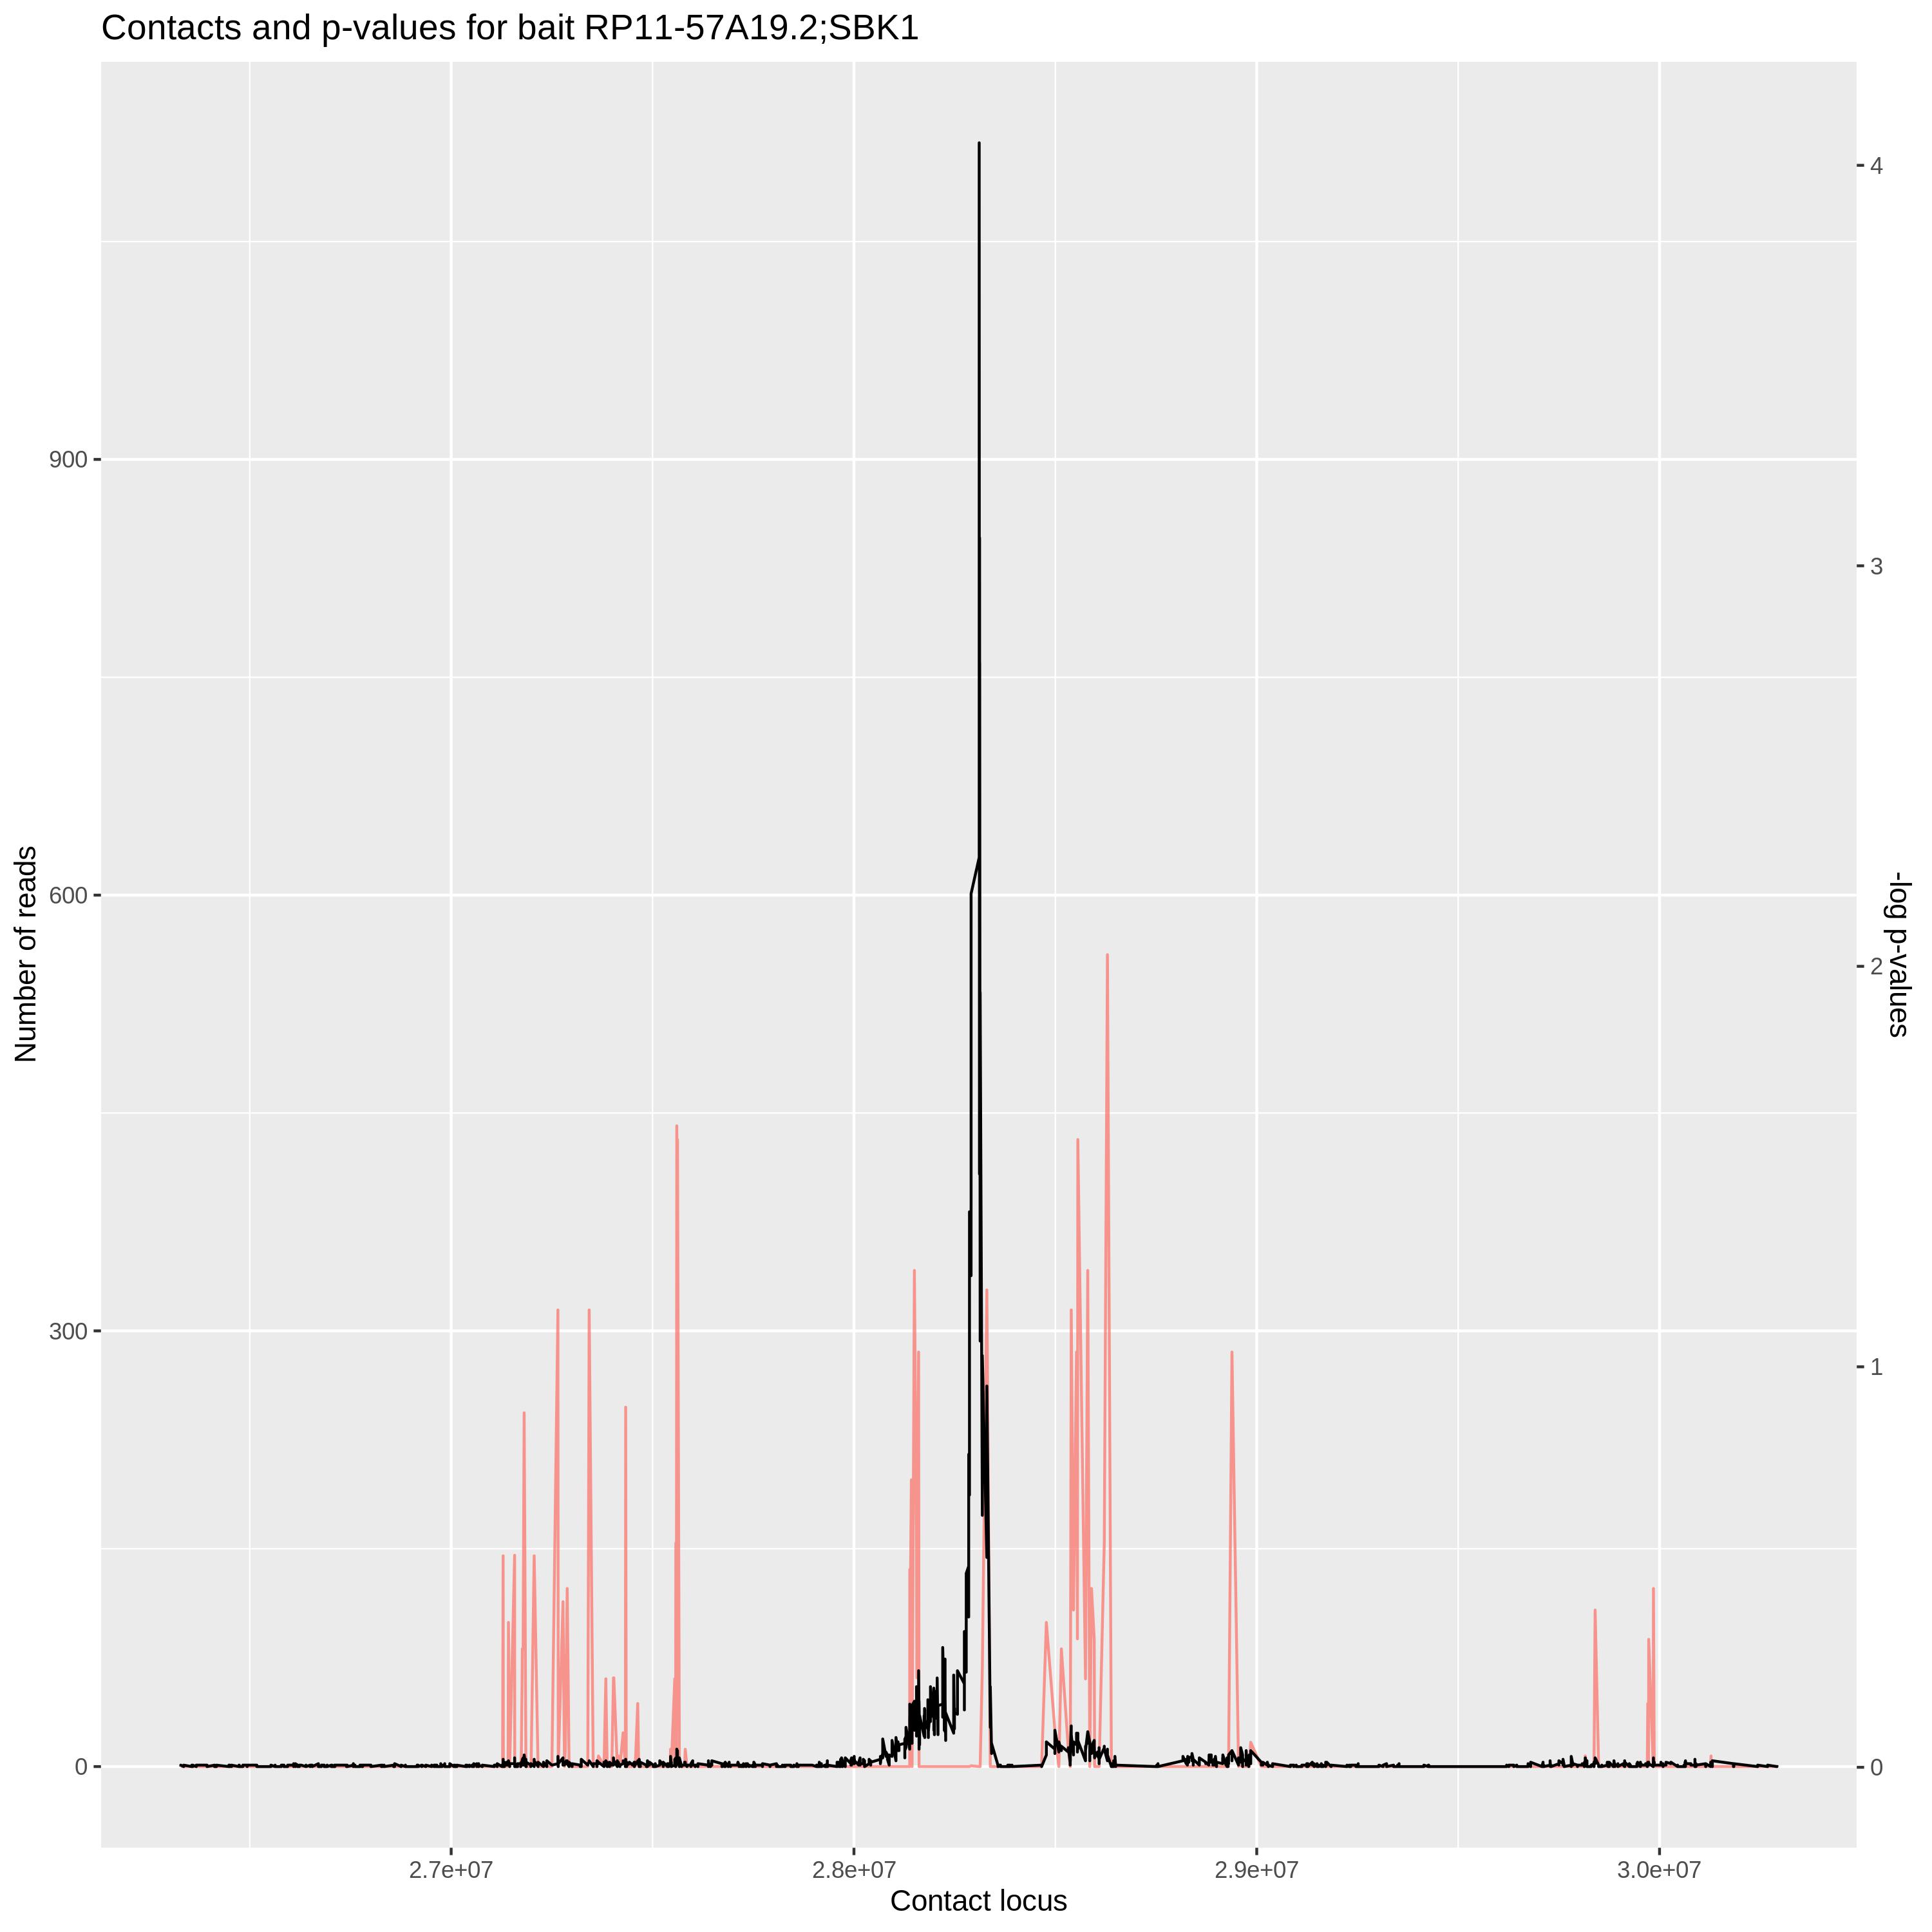 Contacts and p-values for bait RP11-57A19.2;SBK1
Number of reads
900
600
300
0
4
3
2
1
0
-log p-values
2.7e+07
2.8e+07
2.9e+07
3.0e+07
Contact locus